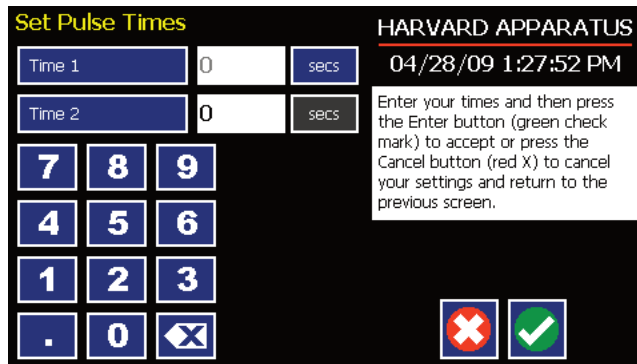 Set Pulse Times
Time 1 0 secs
Time 2 0 secs
7 8 9
4 5 6
1 2 3
. 0
HARVARD APPARATUS
04/28/09 1:27:52 PM
Enter your times and then press
the Enter button (green check
mark) to accept or press the
Cancel button (red X) to cancel
your settings and return to the
previous screen.